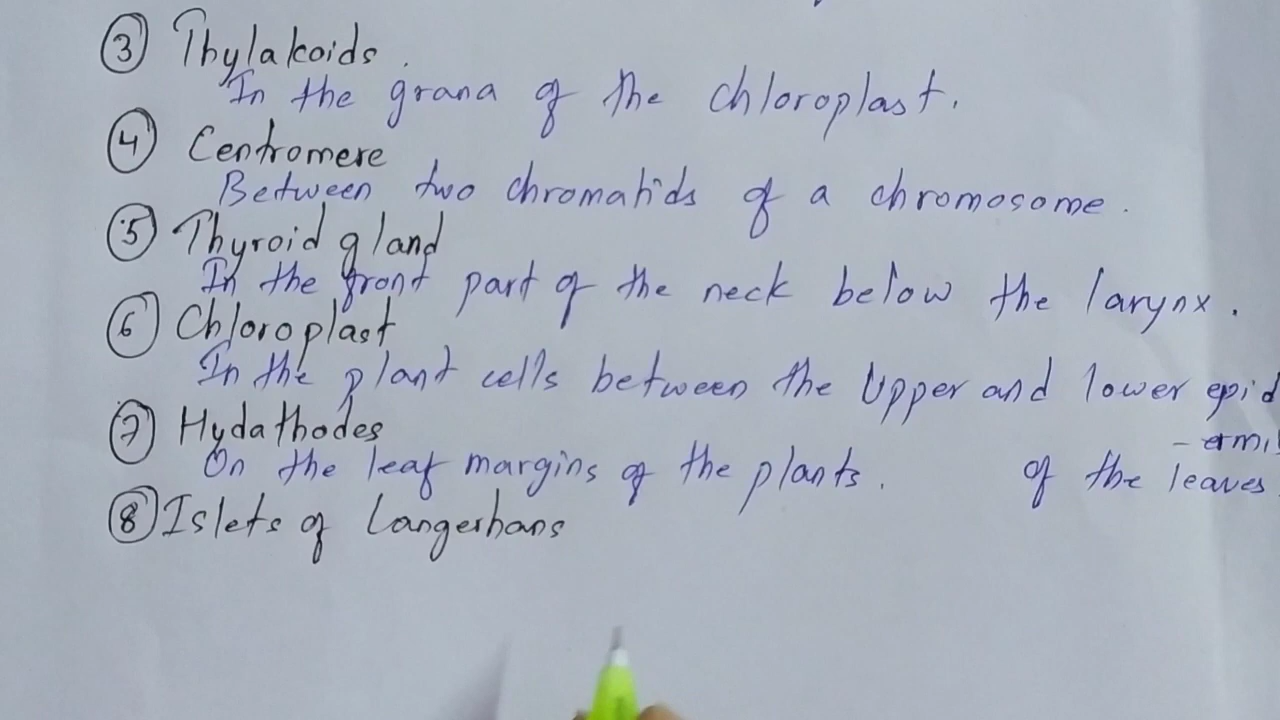 ③ Thylakoids.
In the grana of the chloroplast.
④ Centromere
Between two chromatids of a chromosome.
⑤ Thyroid gland
In the front part of the neck below the larynx.
⑥ Chloroplast
In the plant cells between the Upper and lower epid
- ermis
⑦ Hydathodes
On the leaf margins of the plants. of the leaves.
⑧ Islets of Langerhans